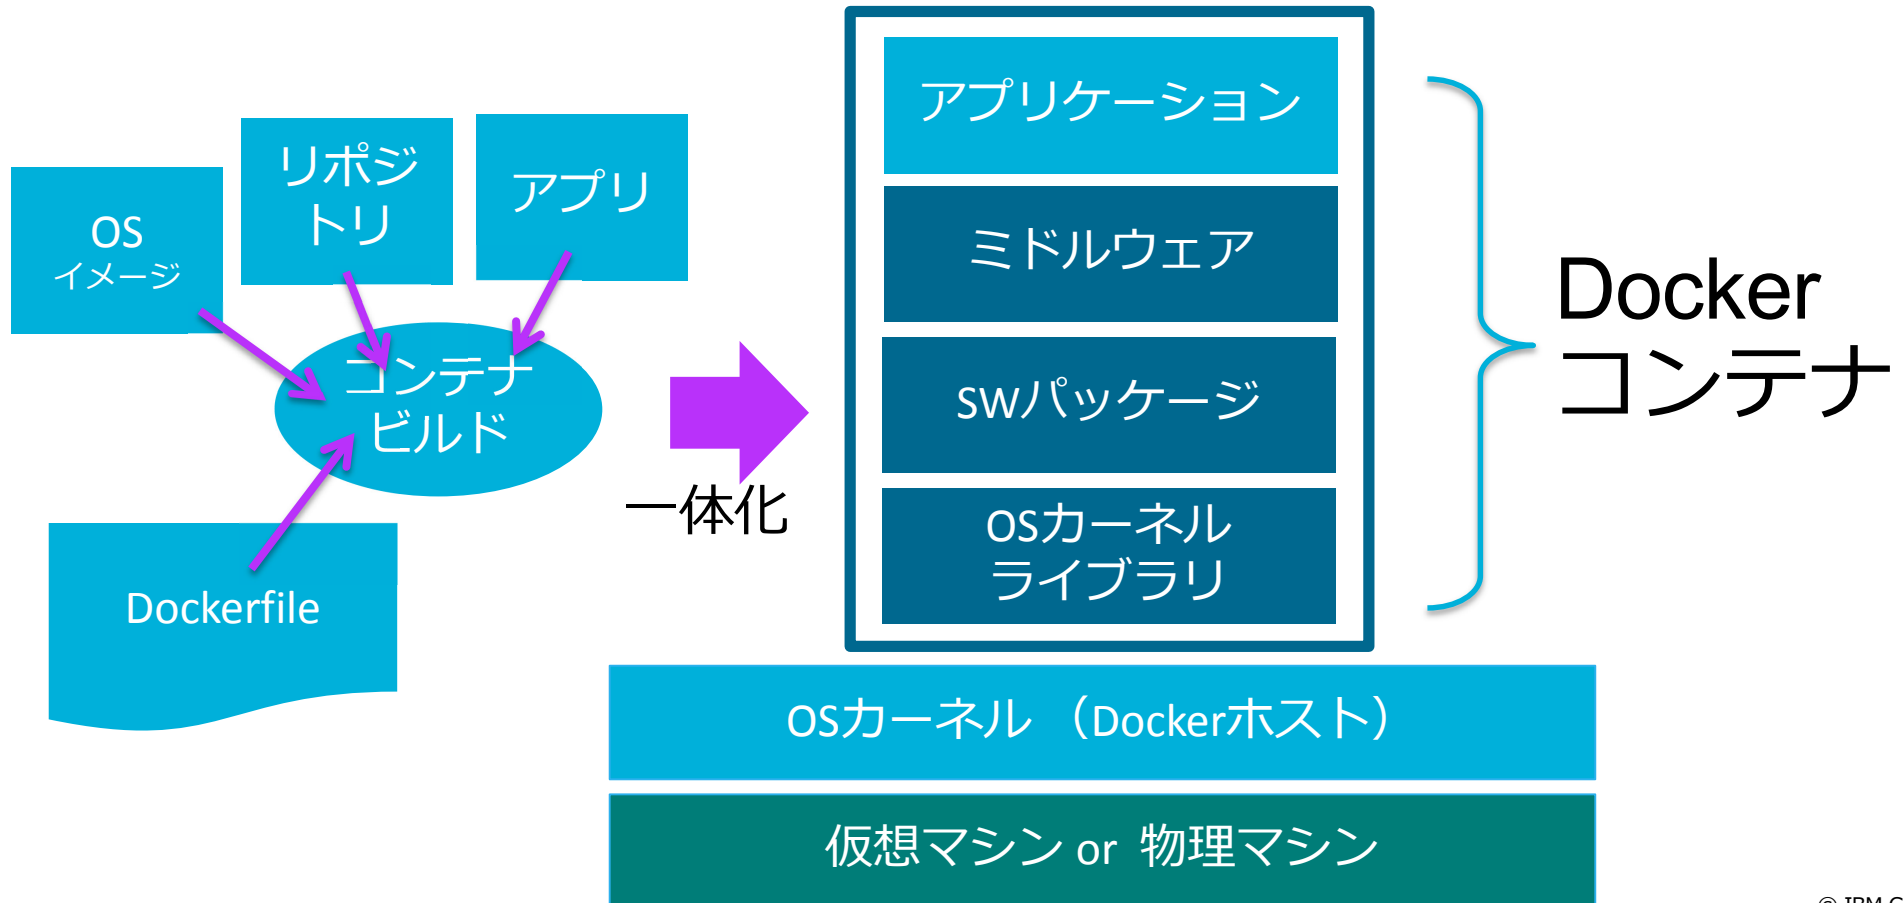 OS
イメージ
リポジ
トリ
アプリ
コンテナ
ビルド
Dockerfile
一体化
アプリケーション
ミドルウェア
SWパッケージ
OSカーネル
ライブラリ
Docker
コンテナ
OSカーネル （Dockerホスト）
仮想マシン or 物理マシン
© IBM C